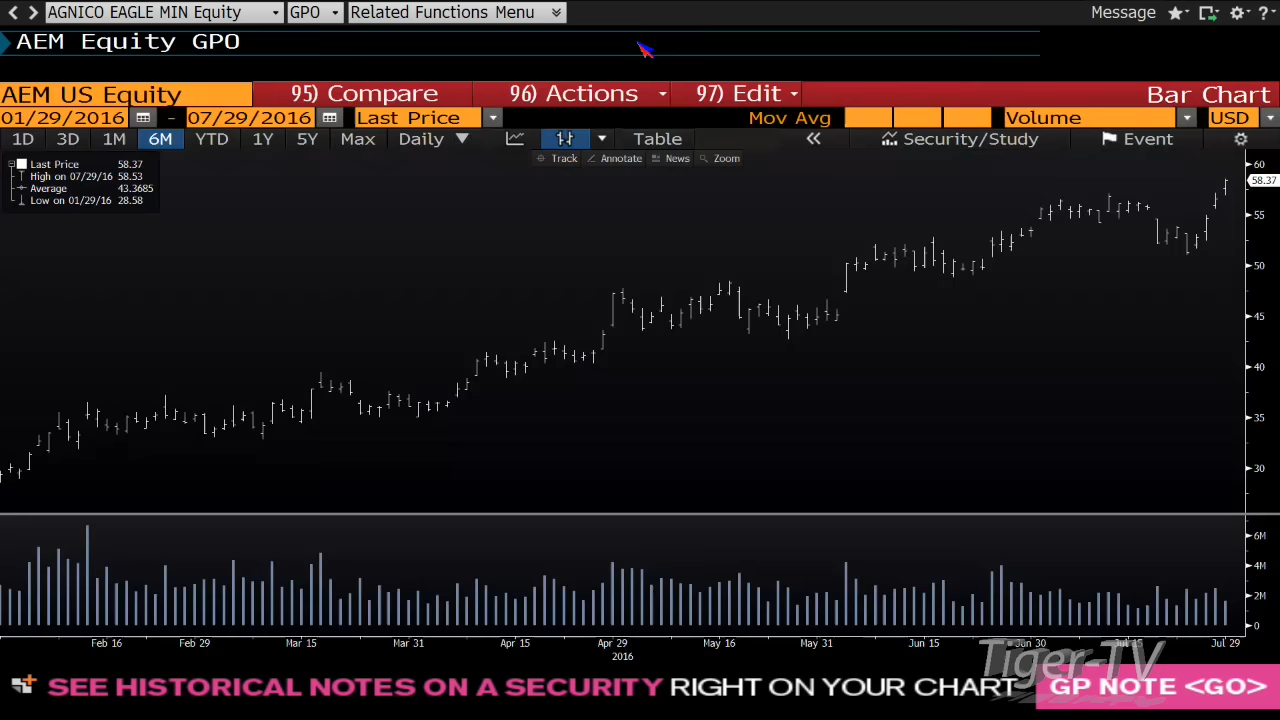 AGNICO EAGLE MIN Equity GPO Related Functions Menu Message
AEM Equity GPO
AEM US Equity 95) Compare 96) Actions 97) Edit Bar Chart
01/29/2016 - 07/29/2016 Last Price Mov Avg Volume USD
1D 3D 1M 6M YTD 1Y 5Y Max Daily Table Security/Study Event
Track Annotate News Zoom
Last Price 58.37
High on 07/29/16 58.53
Average 43.3685
Low on 01/29/16 28.58
60
58.37
55
50
45
40
35
30
6M
4M
2M
0
Feb 16 Feb 29 Mar 15 Mar 31 Apr 15 Apr 29 May 16 May 31 Jun 15 Jun 30 Jul 15 Jul 29
2016
Tiger-TV
SEE HISTORICAL NOTES ON A SECURITY RIGHT ON YOUR CHART GP NOTE <GO>